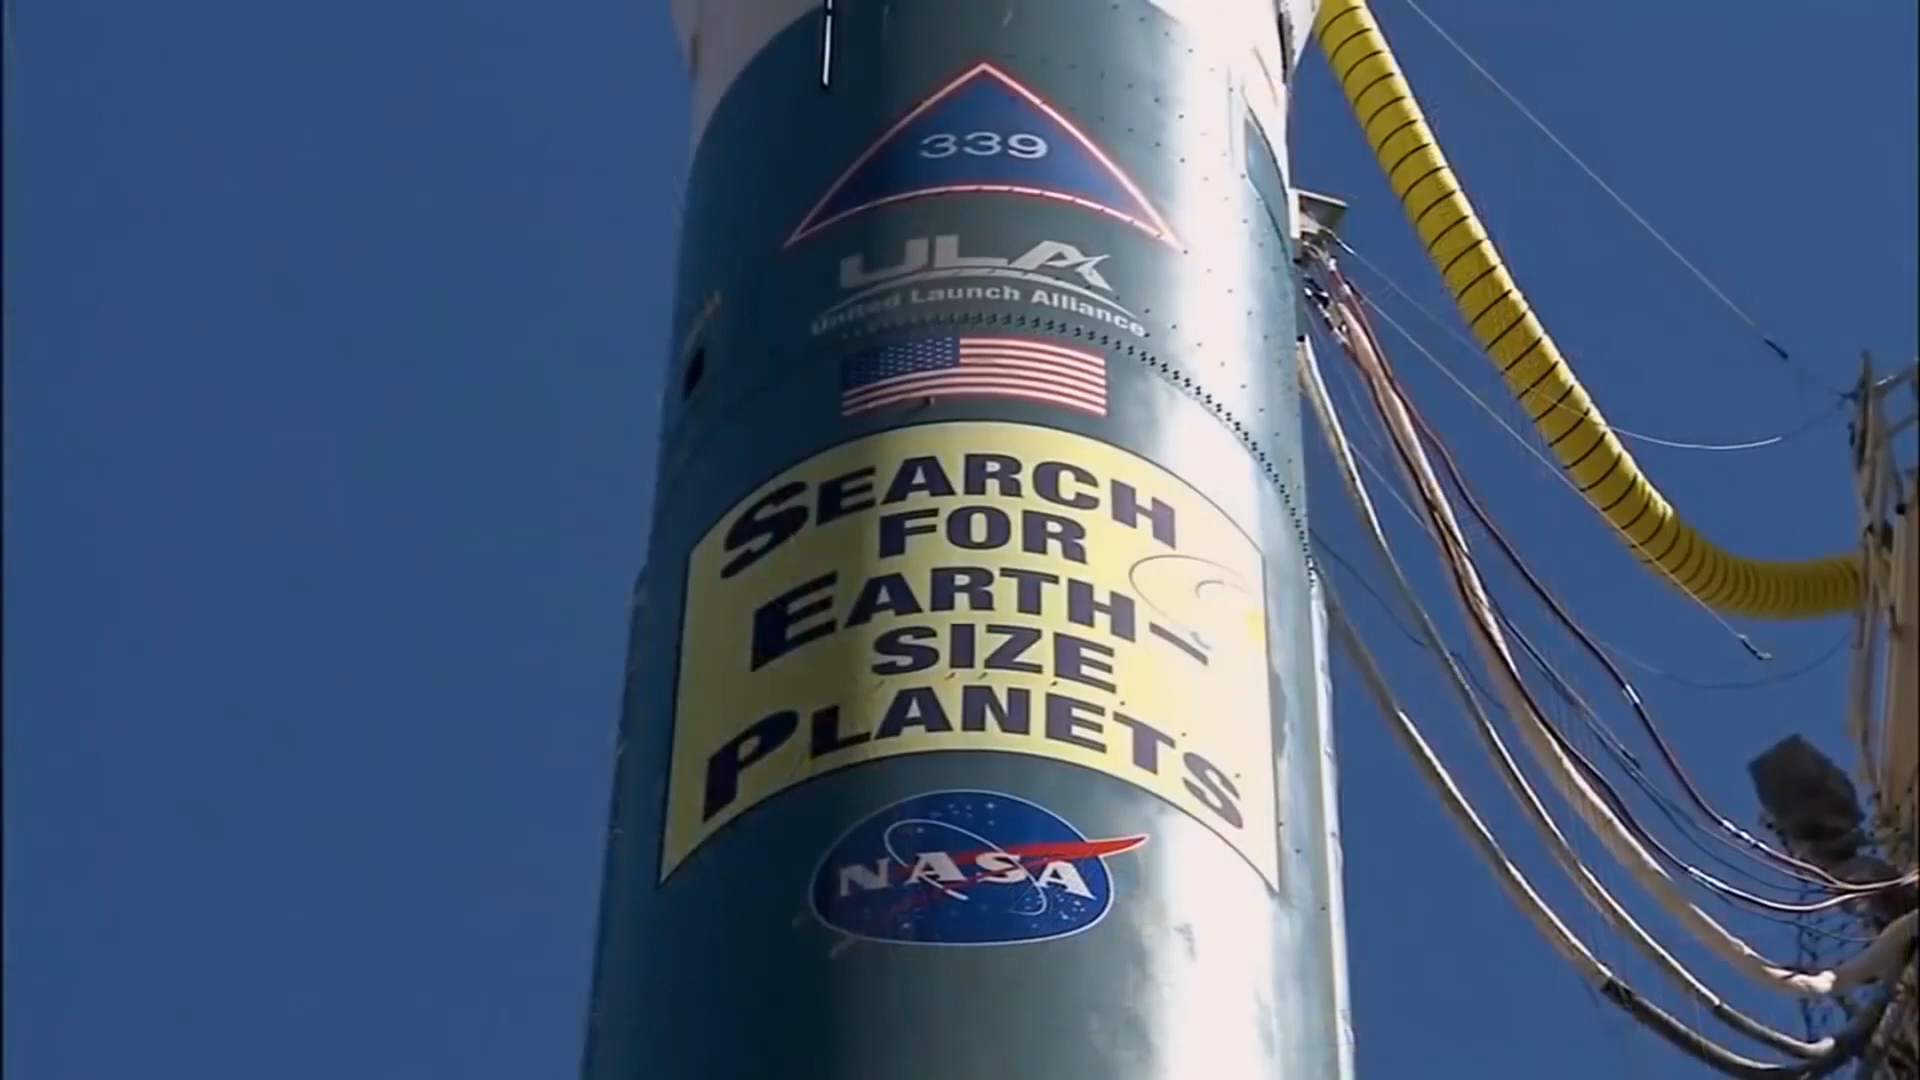 339
ULA
United Launch Alliance
SEARCH
FOR
EARTH-
SIZE
PLANETS
NASA